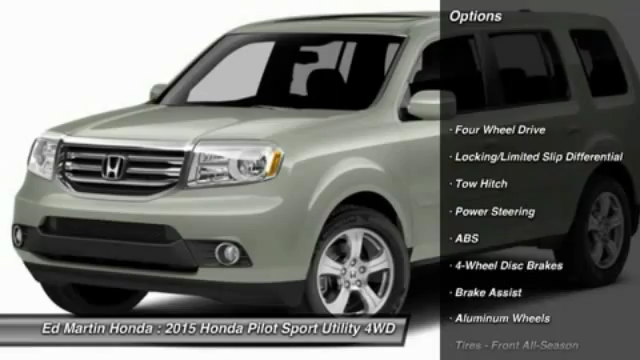 Options
· Four Wheel Drive
· Locking/Limited Slip Differential
· Tow Hitch
· Power Steering
· ABS
· 4-Wheel Disc Brakes
· Brake Assist
· Aluminum Wheels
· Tires - Front All-Season
Ed Martin Honda : 2015 Honda Pilot Sport Utility 4WD